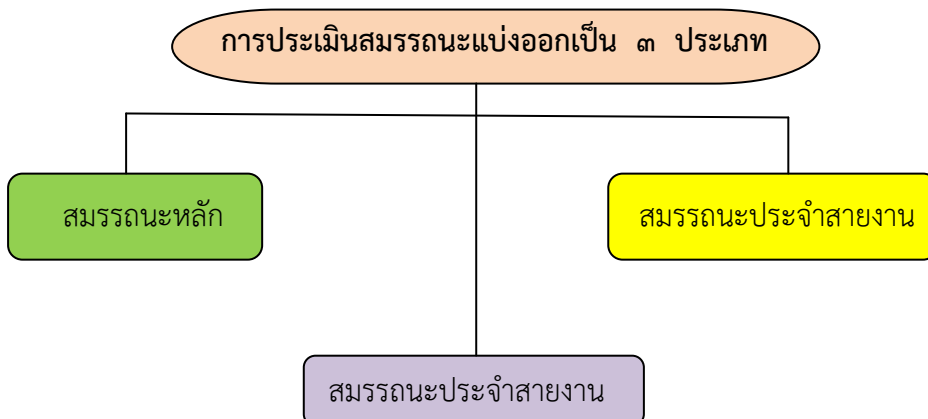 การประเมินสมรรถนะแบ่งออกเป็น ๓ ประเภท
สมรรถนะหลัก
สมรรถนะประจำสายงาน
สมรรถนะประจำสายงาน